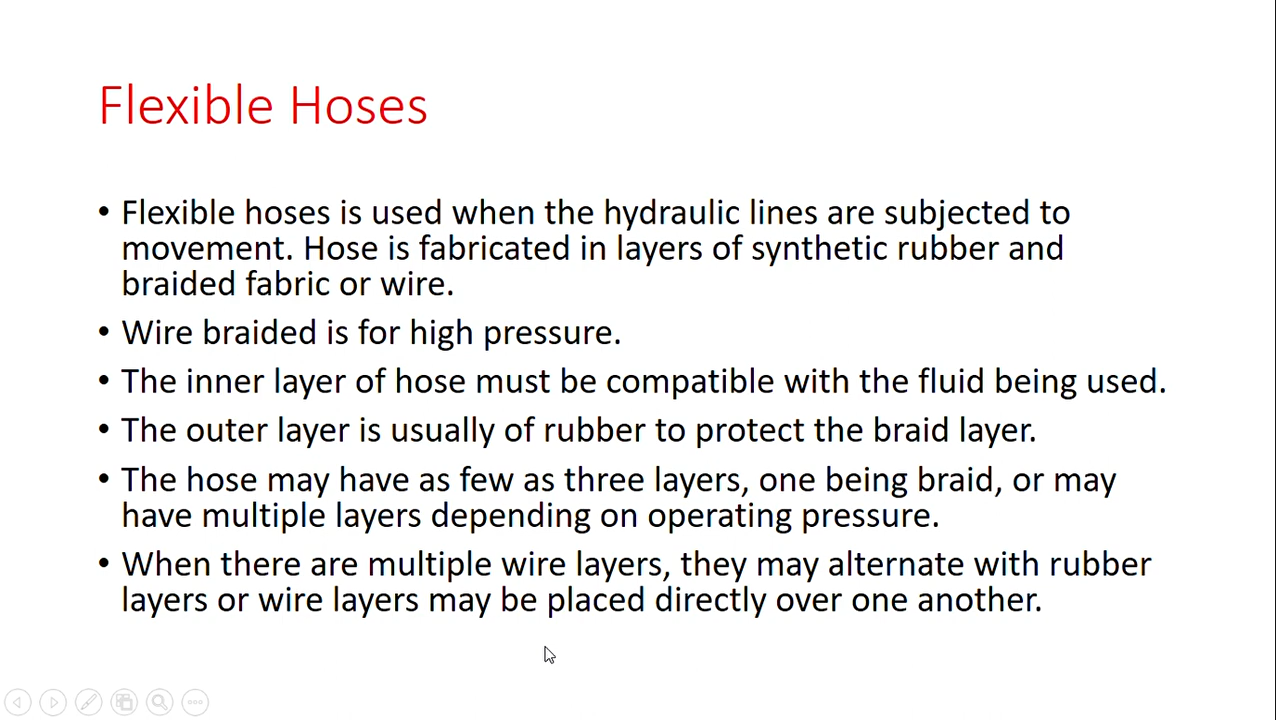 Flexible Hoses
• Flexible hoses is used when the hydraulic lines are subjected to
movement. Hose is fabricated in layers of synthetic rubber and
braided fabric or wire.
• Wire braided is for high pressure.
• The inner layer of hose must be compatible with the fluid being used.
• The outer layer is usually of rubber to protect the braid layer.
• The hose may have as few as three layers, one being braid, or may
have multiple layers depending on operating pressure.
• When there are multiple wire layers, they may alternate with rubber
layers or wire layers may be placed directly over one another.